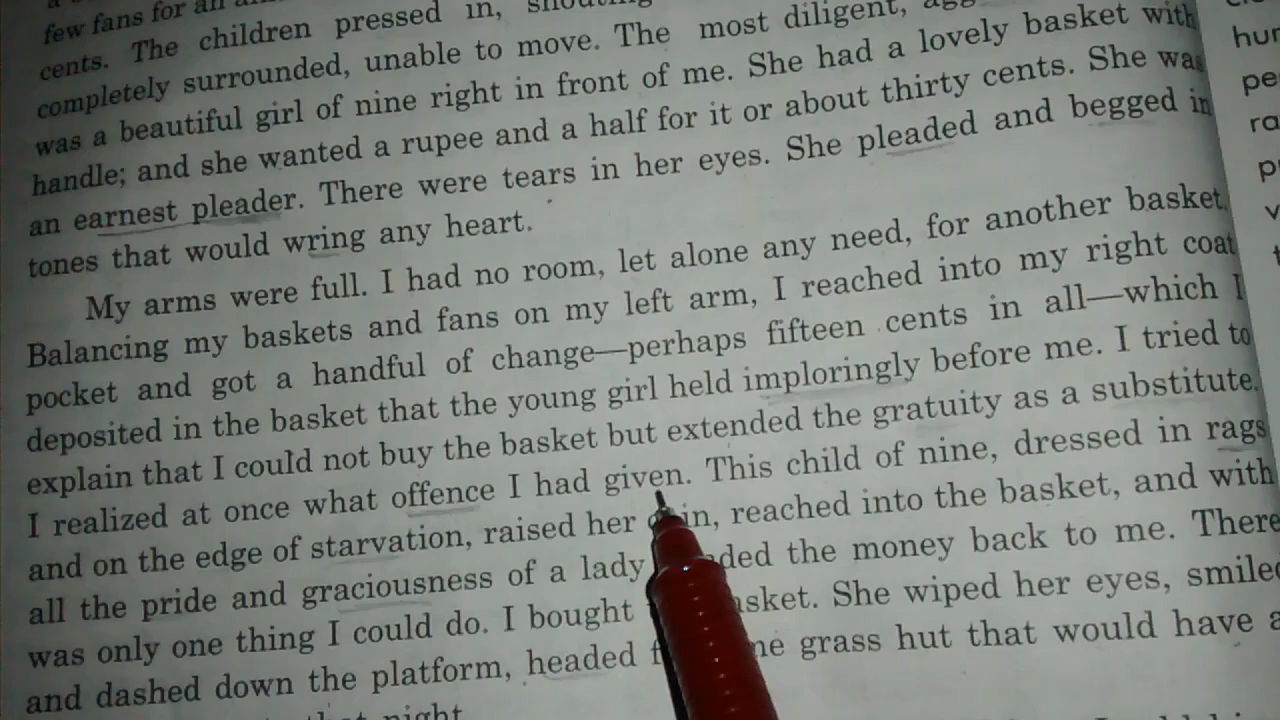 few fans for an
cents. The children pressed in,
completely surrounded, unable to move. The most diligent,
was a beautiful girl of nine right in front of me. She had a lovely basket with
handle; and she wanted a rupee and a half for it or about thirty cents. She was
an earnest pleader. There were tears in her eyes. She pleaded and begged in
tones that would wring any heart.
My arms were full. I had no room, let alone any need, for another basket.
Balancing my baskets and fans on my left arm, I reached into my right coat
pocket and got a handful of change—perhaps fifteen cents in all—which I
deposited in the basket that the young girl held imploringly before me. I tried to
explain that I could not buy the basket but extended the gratuity as a substitute.
I realized at once what offence I had given. This child of nine, dressed in rags
and on the edge of starvation, raised her in, reached into the basket, and with
all the pride and graciousness of a lady ded the money back to me. There
was only one thing I could do. I bought asket. She wiped her eyes, smiled
and dashed down the platform, headed f me grass hut that would have a
night